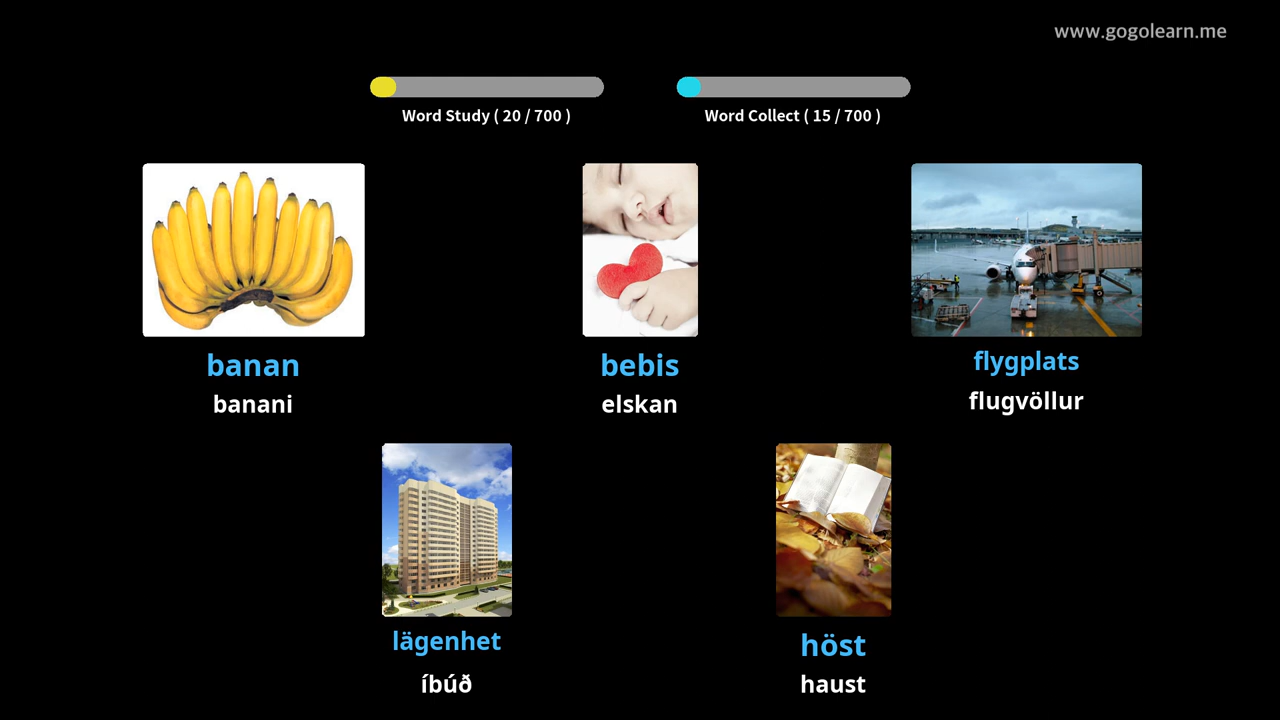 www.gogolearn.me
Word Study ( 20 / 700 )
Word Collect ( 15 / 700 )
banan
banani
bebis
elskan
flygplats
flugvöllur
lägenhet
íbúð
höst
haust